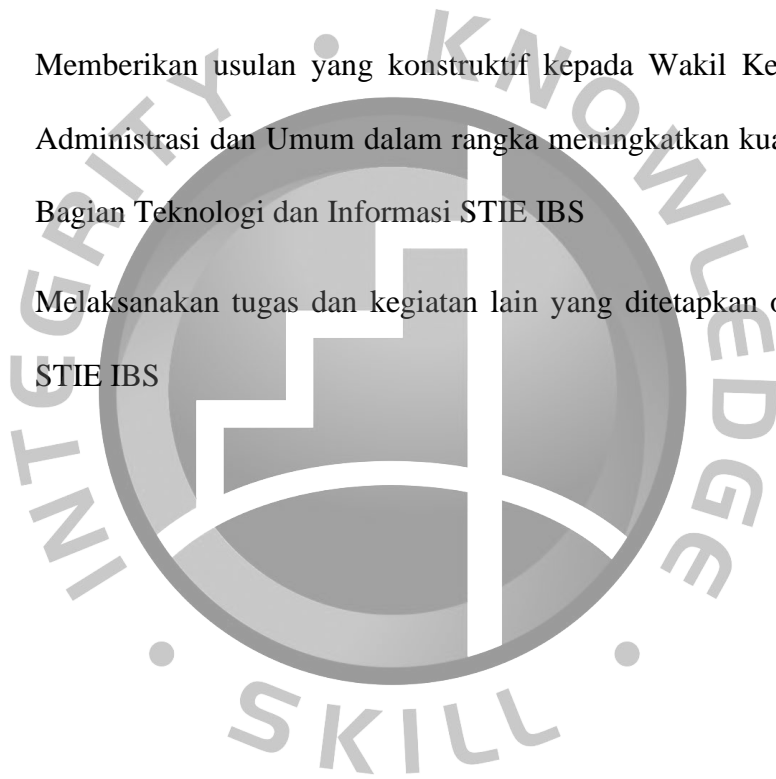 Memberikan usulan yang konstruktif kepada Wakil Ke
Administrasi dan Umum dalam rangka meningkatkan kua
Bagian Teknologi dan Informasi STIE IBS
Melaksanakan tugas dan kegiatan lain yang ditetapkan o
STIE IBS
INTEGRITY • KNOWLEDGE • SKILL •